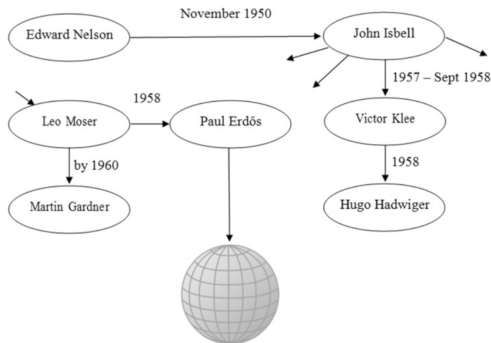 November 1950
Edward Nelson
John Isbell
1957 – Sept 1958
1958
Leo Moser
Paul Erdös
Victor Klee
by 1960
1958
Martin Gardner
Hugo Hadwiger